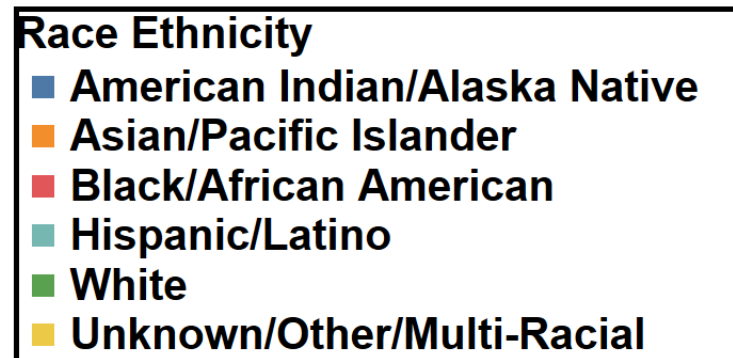 Race Ethnicity
American Indian/Alaska Native
Asian/Pacific Islander
Black/African American
Hispanic/Latino
White
Unknown/Other/Multi-Racial